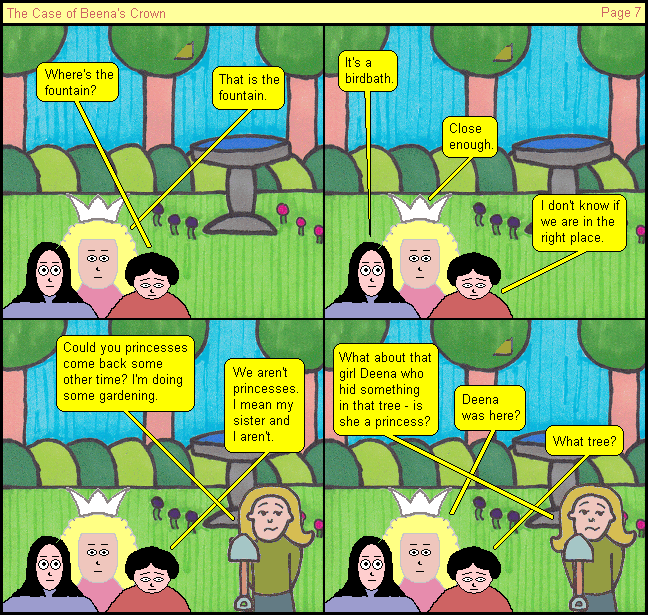 The Case of Beena's Crown
Page 7
Where's the
fountain?
That is the
fountain.
It's a
birdbath.
Close
enough.
I don't know if
we are in the
right place.
Could you princesses
come back some
other time? I'm doing
some gardening.
We aren't
princesses.
I mean my
sister and
I aren't.
What about that
girl Deena who
hid something
in that tree - is
she a princess?
Deena
was here?
What tree?